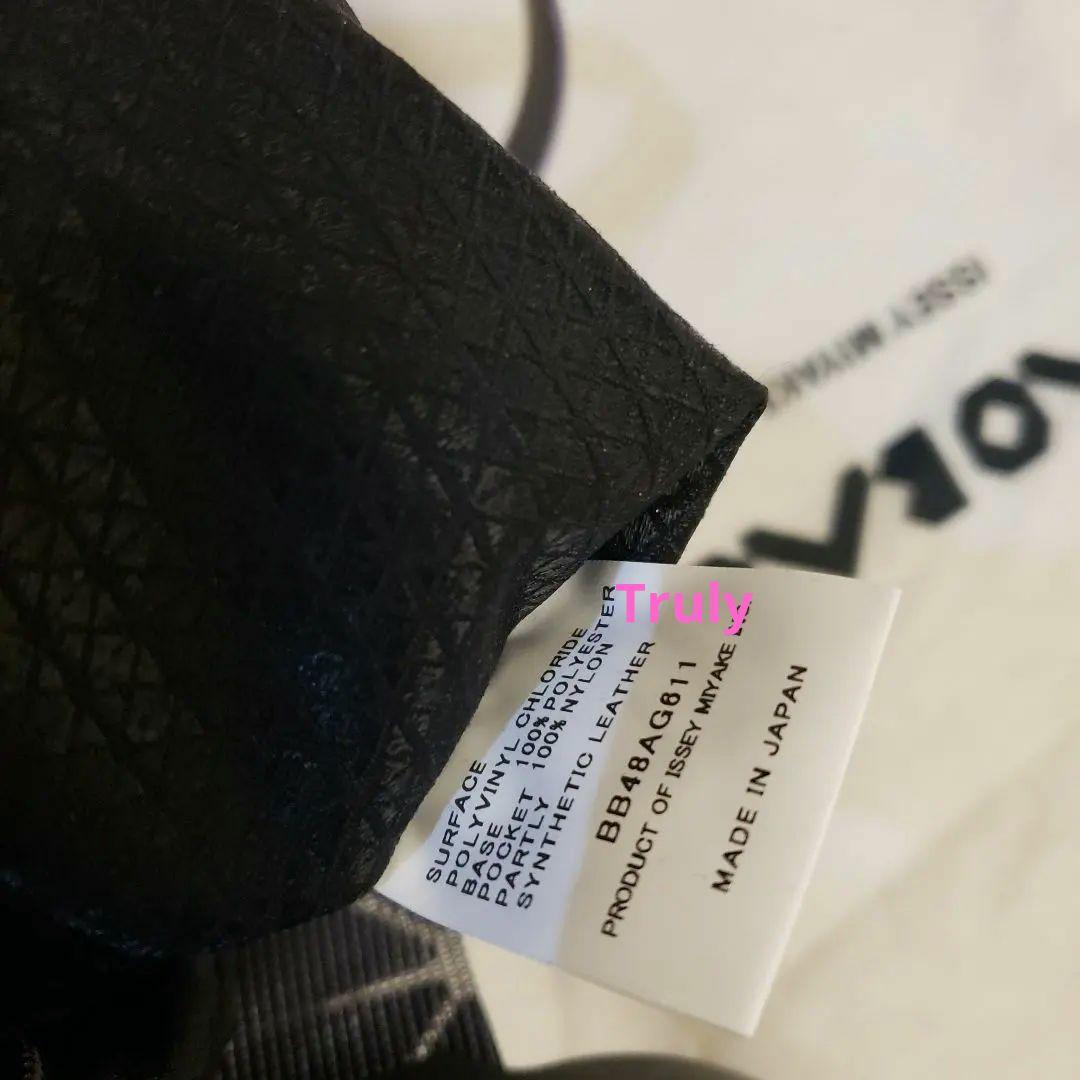 ISSEY MIYAK
Truly
SURFACE
POLYVINYL CHLORIDE
BASE 100% POLYESTER
POCKET 100% NYLON
PARTLY
SYNTHETIC LEATHER
BB48AG611
PRODUCT OF ISSEY MIYAKE
MADE IN JAPAN